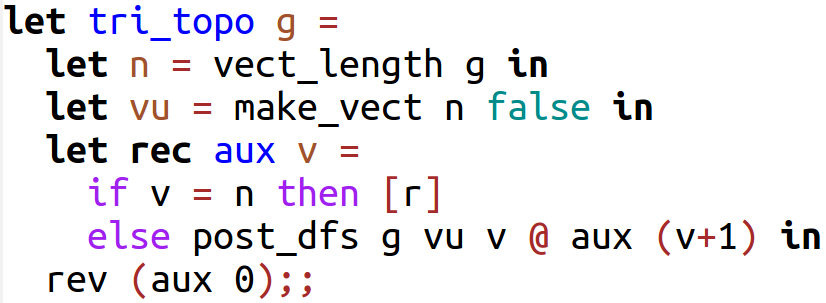 let tri_topo g =
  let n = vect_length g in
  let vu = make_vect n false in
  let rec aux v =
    if v = n then [r]
    else post_dfs g vu v @ aux (v+1) in
  rev (aux 0);;